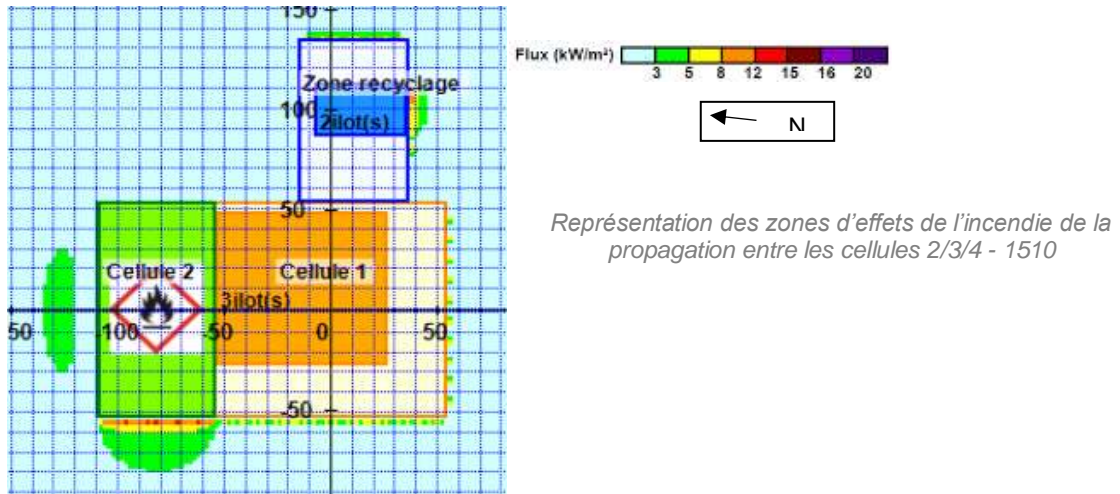 150
Flux (kW/m²)
3 5 8 12 15 16 20
Zone recyclage
100
2ilot(s)
N
50
Représentation des zones d'effets de l'incendie de la
propagation entre les cellules 2/3/4 - 1510
Cellule 2
Cellule 1
3ilot(s)
50 -100 -50 0 50
-50